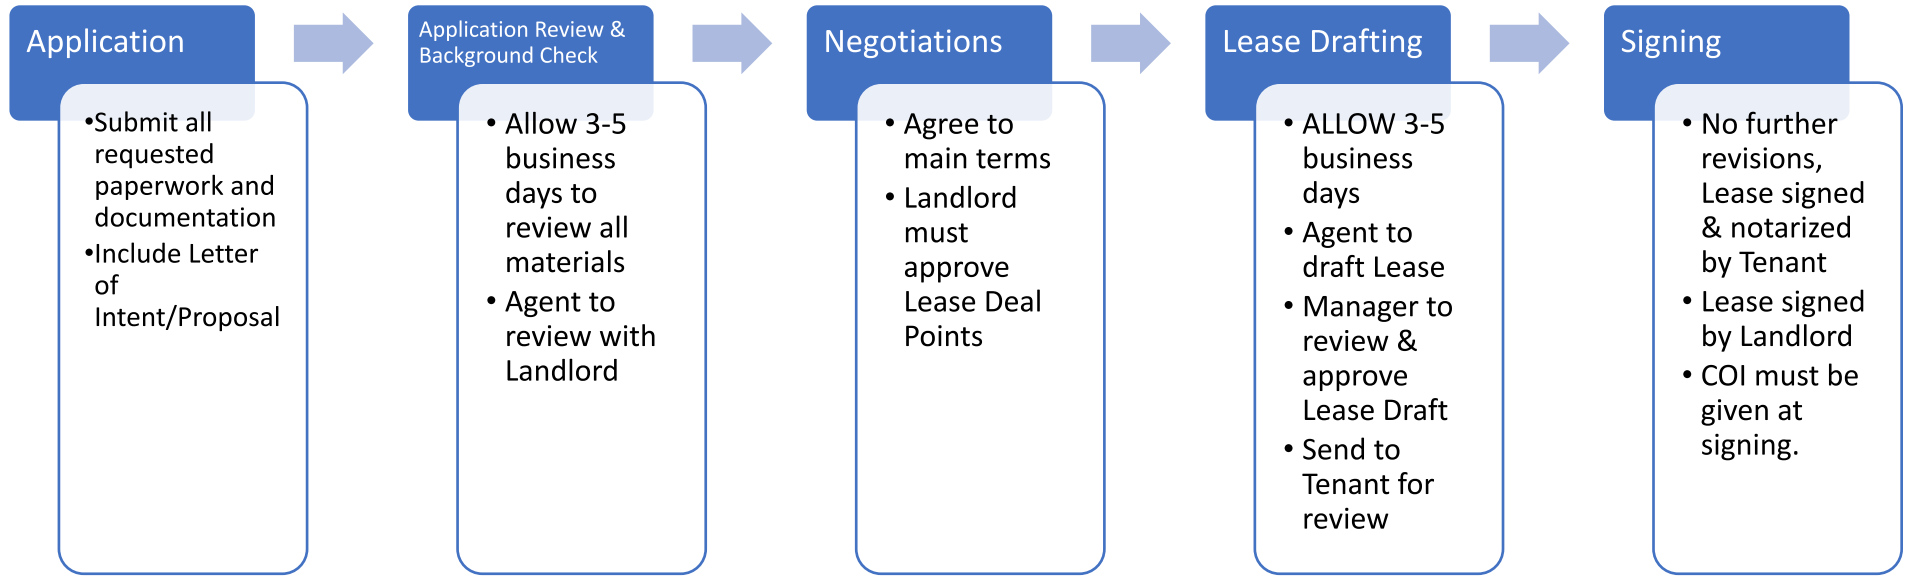 Application
•Submit all
requested
paperwork and
documentation
•Include Letter
of
Intent/Proposal
Application Review &
Background Check
• Allow 3-5
business
days to
review all
materials
• Agent to
review with
Landlord
Negotiations
• Agree to
main terms
• Landlord
must
approve
Lease Deal
Points
Lease Drafting
• ALLOW 3-5
business
days
• Agent to
draft Lease
• Manager to
review &
approve
Lease Draft
• Send to
Tenant for
review
Signing
• No further
revisions,
Lease signed
& notarized
by Tenant
• Lease signed
by Landlord
• COI must be
given at
signing.